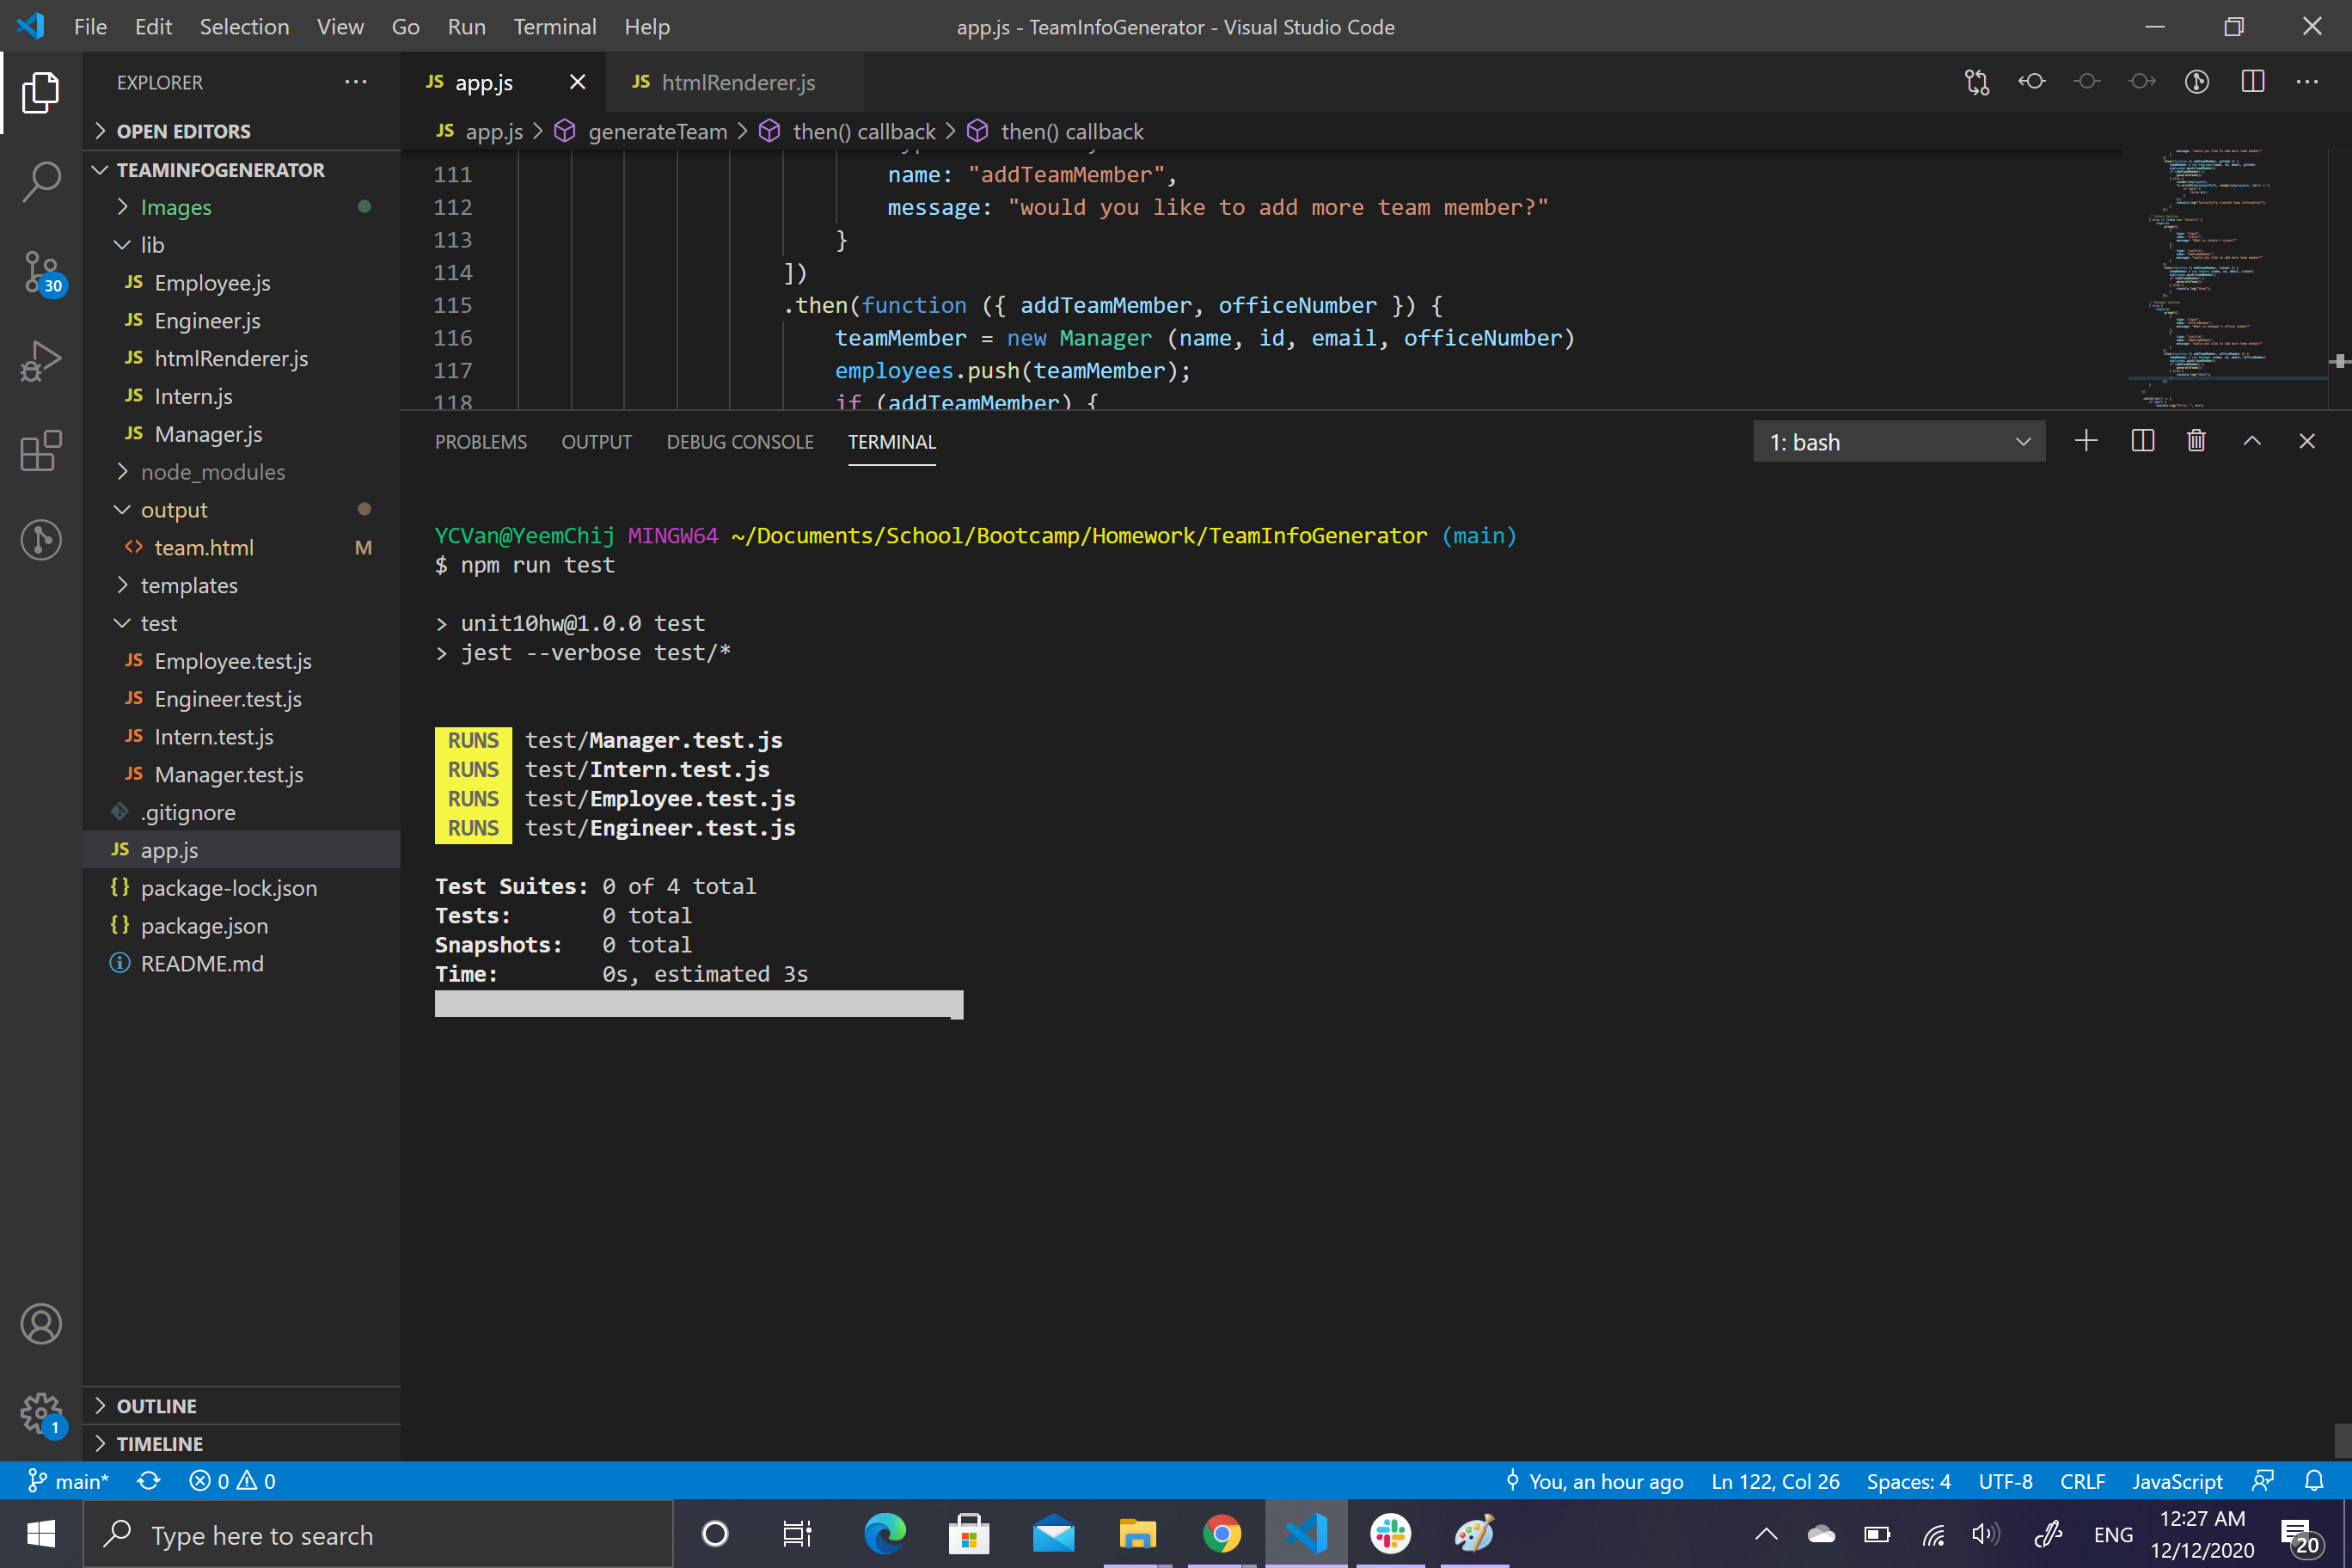 File Edit Selection View Go Run Terminal Help
app.js - TeamInfoGenerator - Visual Studio Code
EXPLORER
OPEN EDITORS
TEAMINFOGENERATOR
Images
lib
JS Employee.js
JS Engineer.js
JS htmlRenderer.js
JS Intern.js
JS Manager.js
node_modules
output
<> team.html M
templates
test
JS Employee.test.js
JS Engineer.test.js
JS Intern.test.js
JS Manager.test.js
.gitignore
JS app.js
{} package-lock.json
{} package.json
README.md
OUTLINE
TIMELINE
30
1
JS app.js
JS htmlRenderer.js
JS app.js > generateTeam > then() callback > then() callback
111 name: "addTeamMember",
112 message: "would you like to add more team member?"
113 }
114 ])
115 .then(function ({ addTeamMember, officeNumber }) {
116 teamMember = new Manager (name, id, email, officeNumber)
117 employees.push(teamMember);
118 if (addTeamMember) {
PROBLEMS OUTPUT DEBUG CONSOLE TERMINAL
1: bash
YCVan@YeemChij MINGW64 ~/Documents/School/Bootcamp/Homework/TeamInfoGenerator (main)
$ npm run test
> unit10hw@1.0.0 test
> jest --verbose test/*
RUNS test/Manager.test.js
RUNS test/Intern.test.js
RUNS test/Employee.test.js
RUNS test/Engineer.test.js
Test Suites: 0 of 4 total
Tests: 0 total
Snapshots: 0 total
Time: 0s, estimated 3s
main* 0 0
You, an hour ago Ln 122, Col 26 Spaces: 4 UTF-8 CRLF JavaScript
Type here to search
ENG
12:27 AM
12/12/2020
20